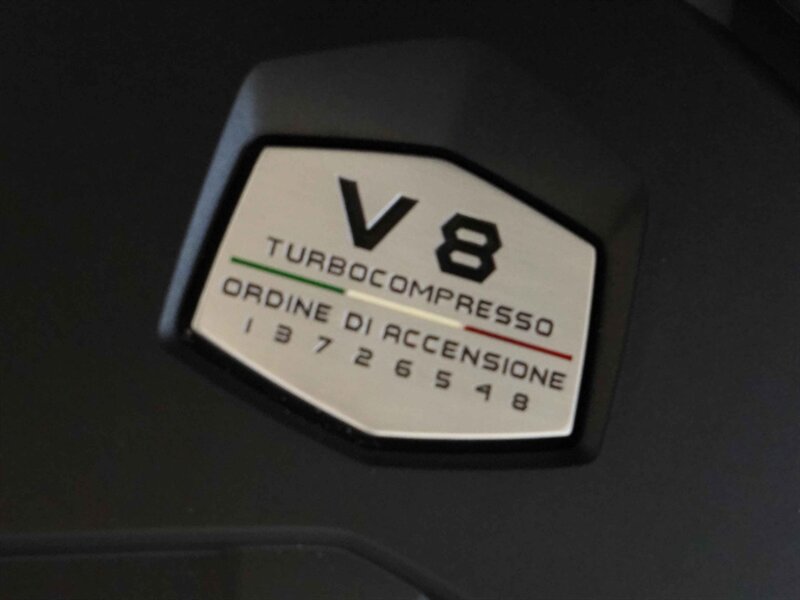 V8
TURBOCOMPRESSO
ORDINE DI ACCENSIONE
1 3 7 2 6 5 4 8